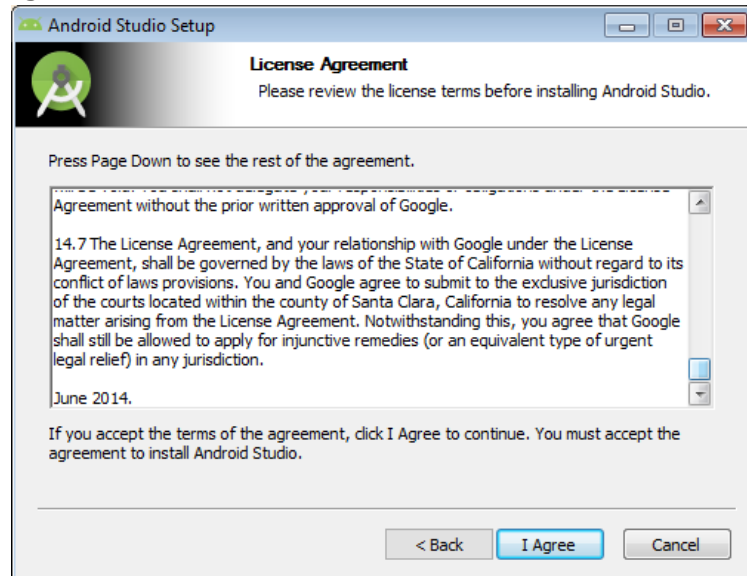 Android Studio Setup
License Agreement
Please review the license terms before installing Android Studio.
Press Page Down to see the rest of the agreement.
Agreement without the prior written approval of Google.
14.7 The License Agreement, and your relationship with Google under the License
Agreement, shall be governed by the laws of the State of California without regard to its
conflict of laws provisions. You and Google agree to submit to the exclusive jurisdiction
of the courts located within the county of Santa Clara, California to resolve any legal
matter arising from the License Agreement. Notwithstanding this, you agree that Google
shall still be allowed to apply for injunctive remedies (or an equivalent type of urgent
legal relief) in any jurisdiction.
June 2014.
If you accept the terms of the agreement, click I Agree to continue. You must accept the
agreement to install Android Studio.
< Back
I Agree
Cancel